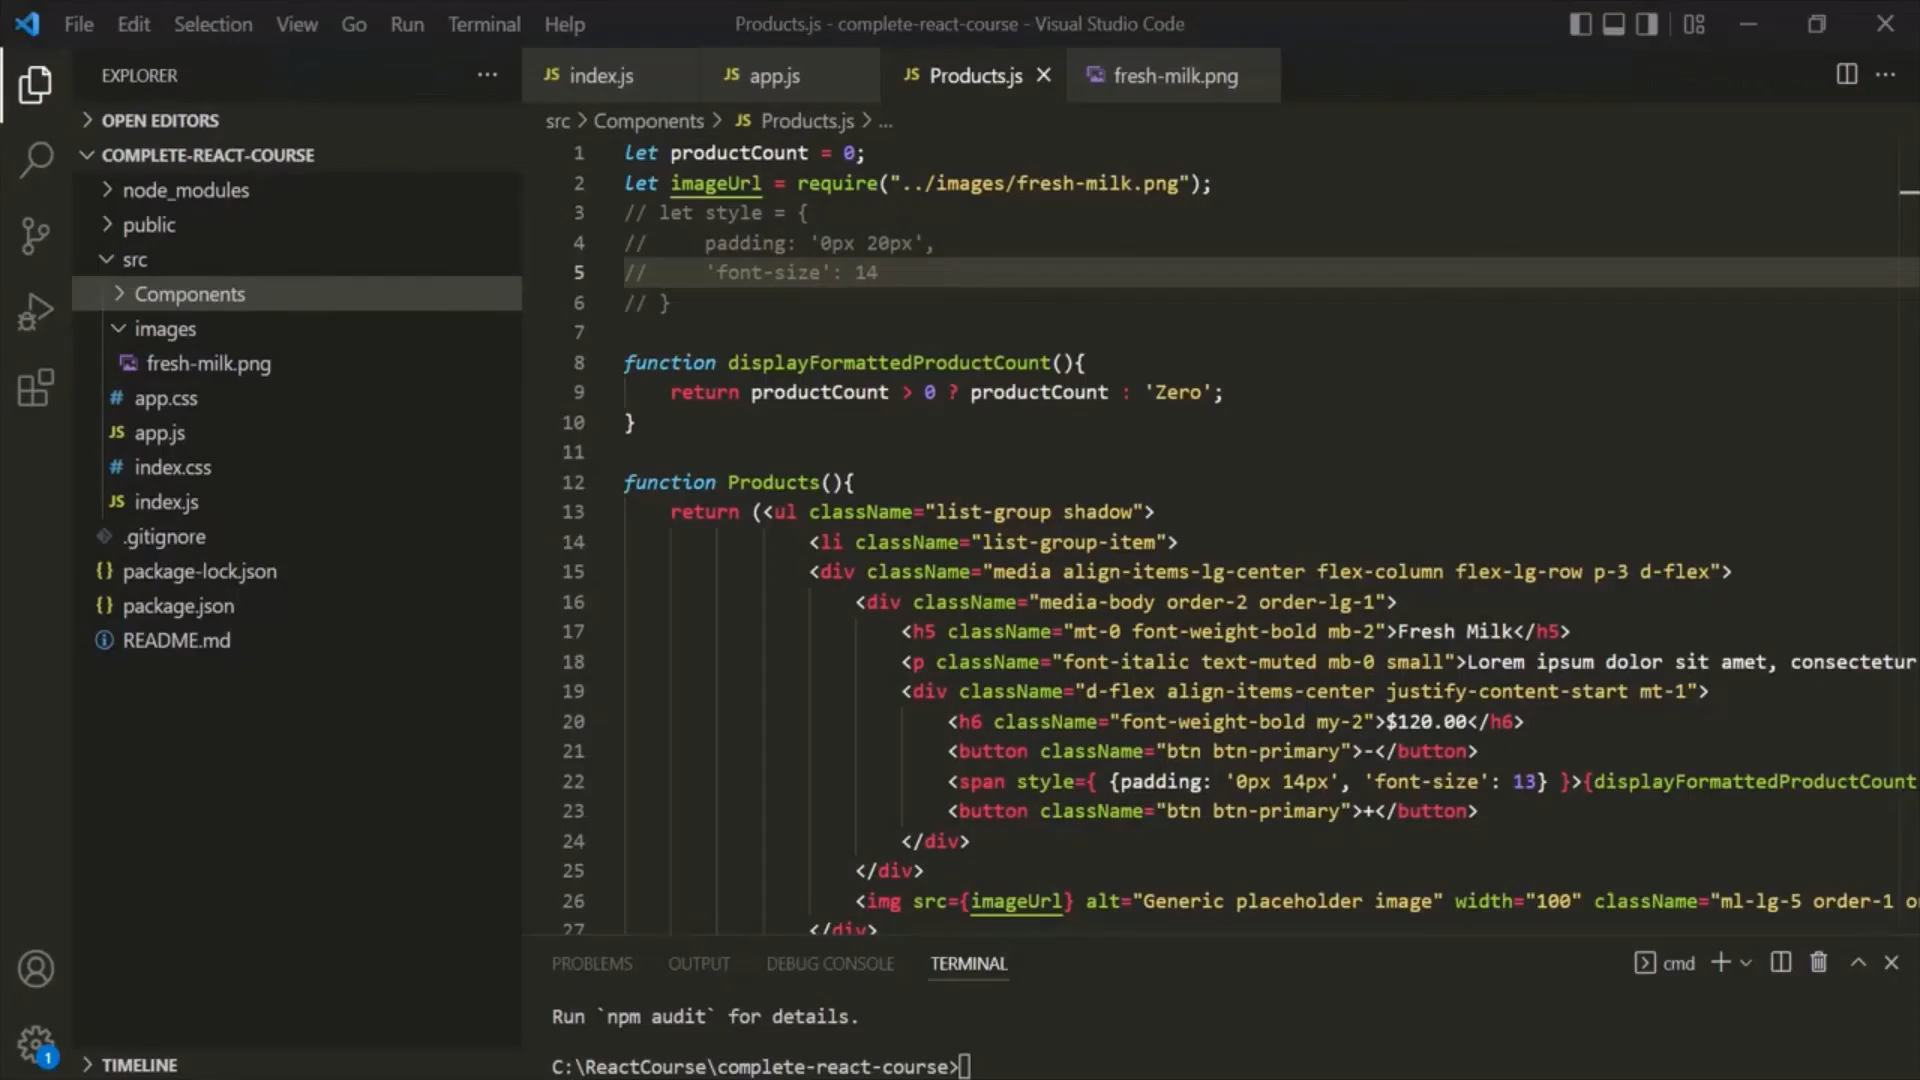 File Edit Selection View Go Run Terminal Help
Products.js - complete-react-course - Visual Studio Code
EXPLORER
OPEN EDITORS
COMPLETE-REACT-COURSE
node_modules
public
src
Components
images
fresh-milk.png
# app.css
JS app.js
# index.css
JS index.js
.gitignore
{} package-lock.json
{} package.json
README.md
TIMELINE
1
JS index.js
JS app.js
JS Products.js
fresh-milk.png
src > Components > JS Products.js > ...
1 let productCount = 0;
2 let imageUrl = require("../images/fresh-milk.png");
3 // let style = {
4 //     padding: '0px 20px',
5 //     'font-size': 14
6 // }
7
8 function displayFormattedProductCount(){
9     return productCount > 0 ? productCount : 'Zero';
10 }
11
12 function Products(){
13     return (<ul className="list-group shadow">
14                 <li className="list-group-item">
15                 <div className="media align-items-lg-center flex-column flex-lg-row p-3 d-flex">
16                     <div className="media-body order-2 order-lg-1">
17                         <h5 className="mt-0 font-weight-bold mb-2">Fresh Milk</h5>
18                         <p className="font-italic text-muted mb-0 small">Lorem ipsum dolor sit amet, consectetur
19                         <div className="d-flex align-items-center justify-content-start mt-1">
20                             <h6 className="font-weight-bold my-2">$120.00</h6>
21                             <button className="btn btn-primary">-</button>
22                             <span style={ {padding: '0px 14px', 'font-size': 13} }>{displayFormattedProductCount
23                             <button className="btn btn-primary">+</button>
24                         </div>
25                     </div>
26                     <img src={imageUrl} alt="Generic placeholder image" width="100" className="ml-lg-5 order-1 o
27                 </div>
PROBLEMS OUTPUT DEBUG CONSOLE TERMINAL
cmd
Run `npm audit` for details.
C:\ReactCourse\complete-react-course>